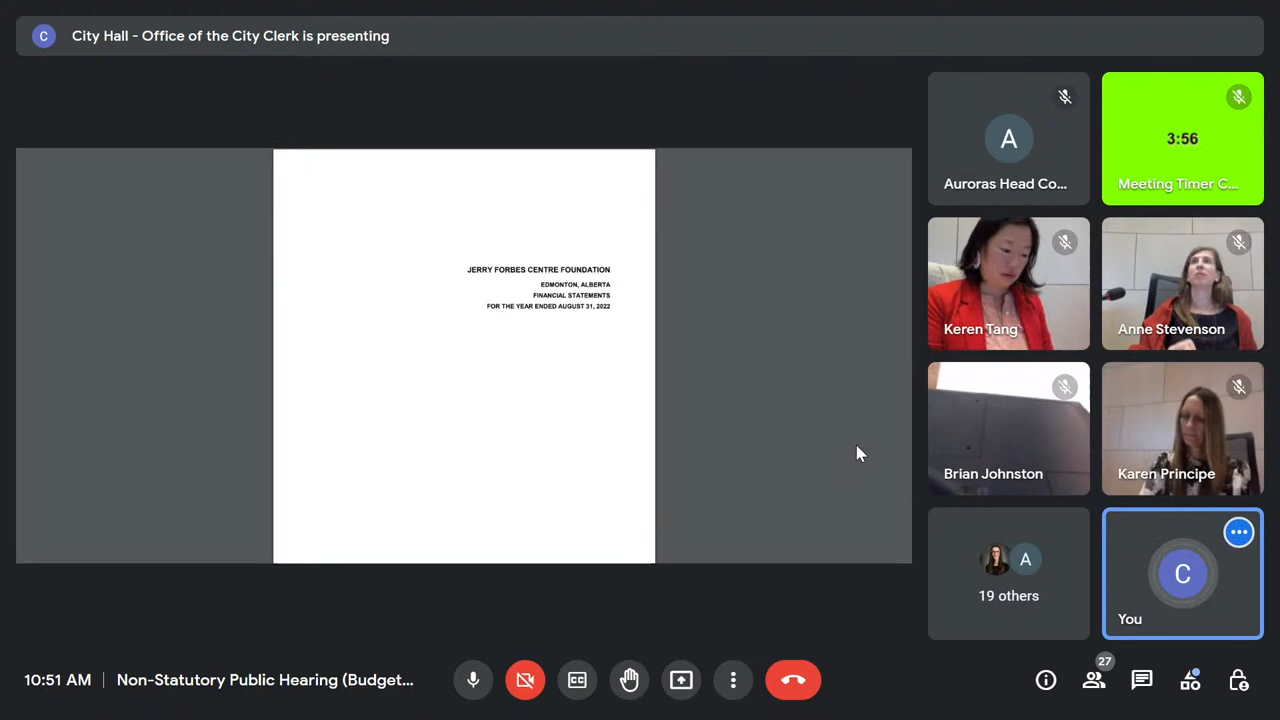 C City Hall - Office of the City Clerk is presenting
JERRY FORBES CENTRE FOUNDATION
EDMONTON, ALBERTA
FINANCIAL STATEMENTS
FOR THE YEAR ENDED AUGUST 31, 2022
A
Auroras Head Co...
3:56
Meeting Timer C...
Keren Tang
Anne Stevenson
Brian Johnston
Karen Principe
A
19 others
C
You
10:51 AM
Non-Statutory Public Hearing (Budget...
CC
27